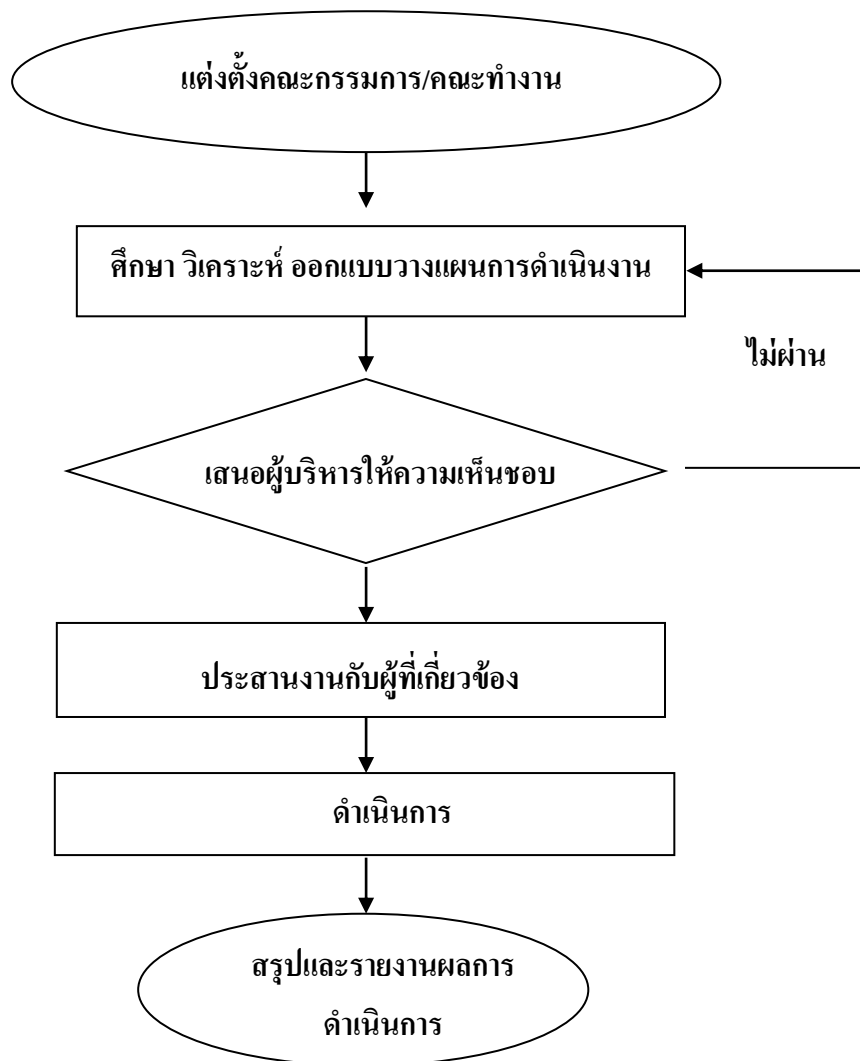 แต่งตั้งคณะกรรมการ/คณะทำงาน
ศึกษา วิเคราะห์ ออกแบบวางแผนการดำเนินงาน
ไม่ผ่าน
เสนอผู้บริหารให้ความเห็นชอบ
ประสานงานกับผู้ที่เกี่ยวข้อง
ดำเนินการ
สรุปและรายงานผลการ
ดำเนินการ